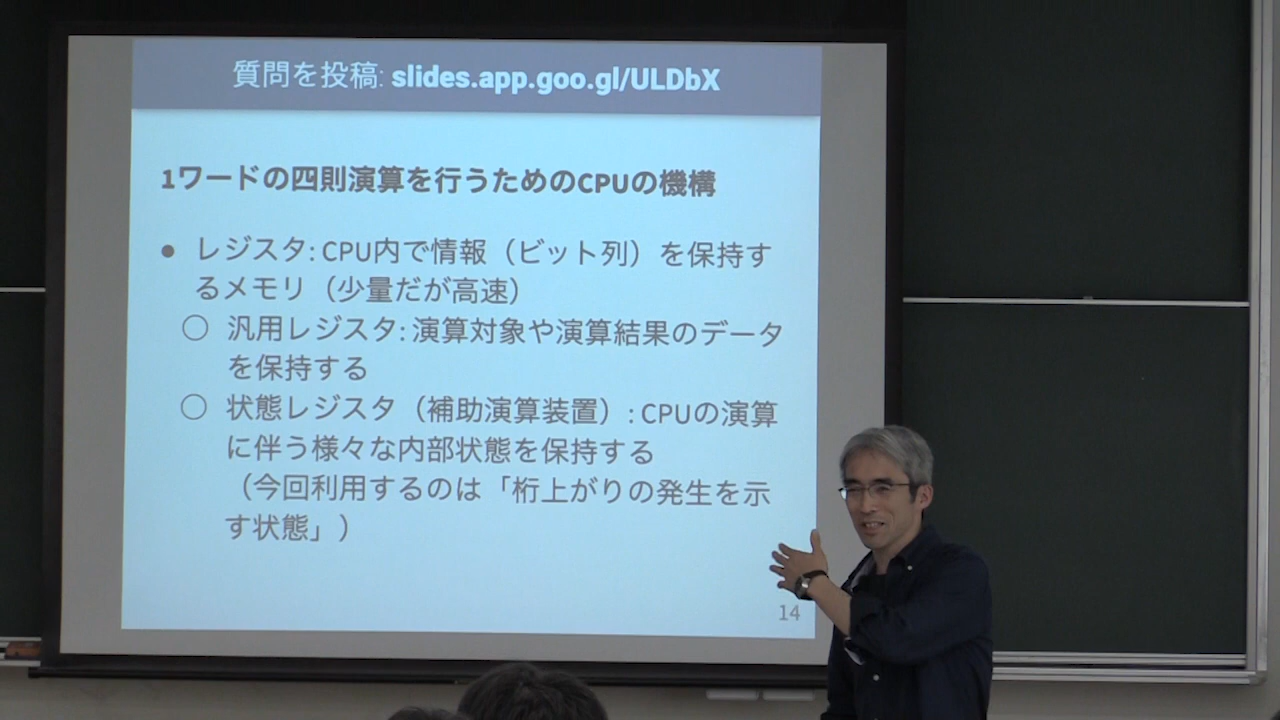 質問を投稿: slides.app.goo.gl/ULDbX
1ワードの四則演算を行うためのCPUの機構
● レジスタ: CPU内で情報（ビット列）を保持す
るメモリ（少量だが高速）
○ 汎用レジスタ: 演算対象や演算結果のデータ
を保持する
○ 状態レジスタ（補助演算装置）: CPUの演算
に伴う様々な内部状態を保持する
（今回利用するのは「桁上がりの発生を示
す状態」）
14